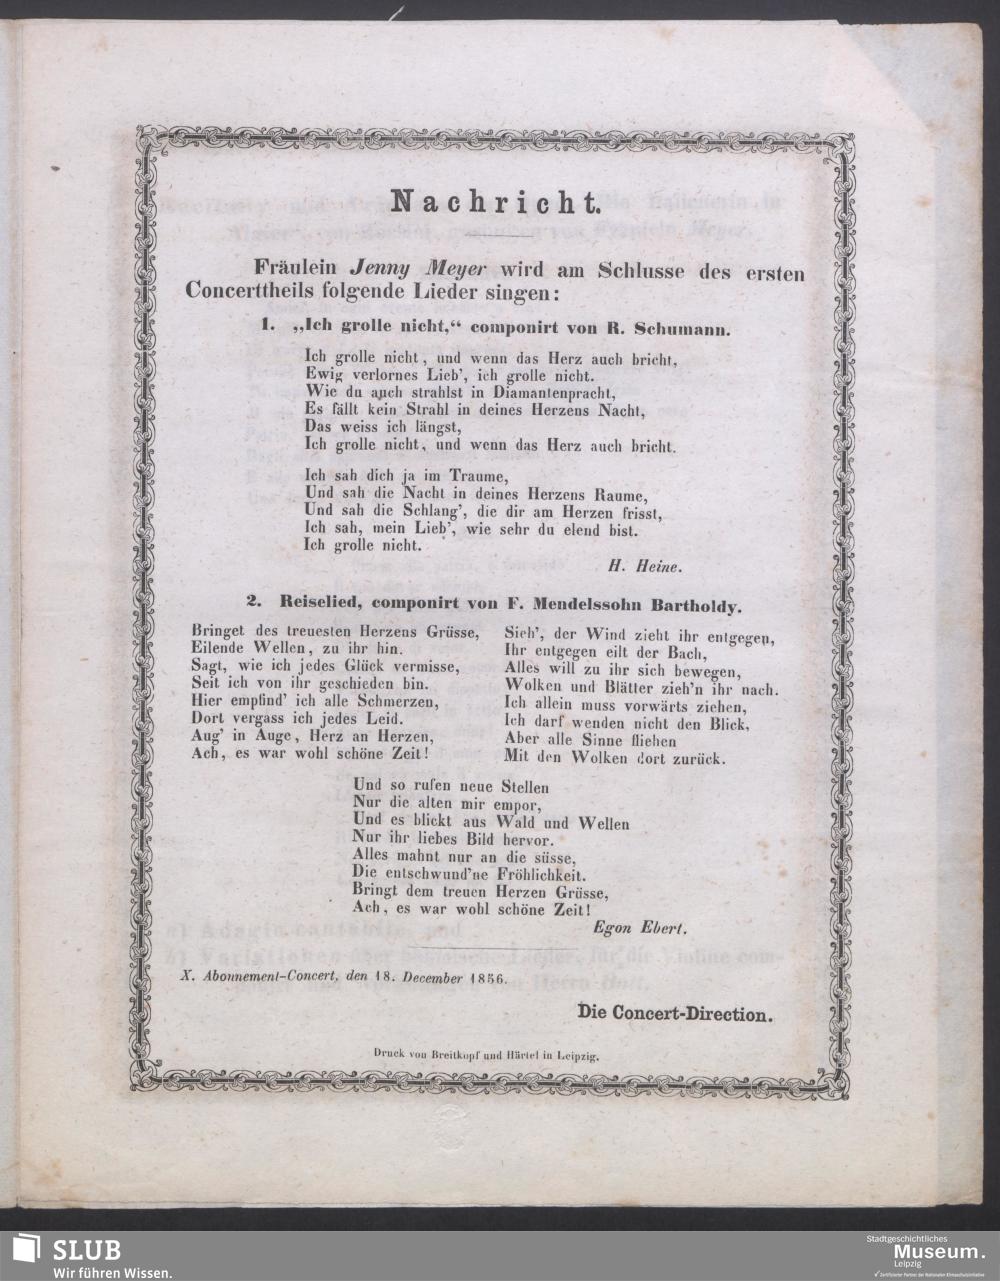 Nachricht.
Fräulein Jenny Meyer wird am Schlusse des ersten
Concerttheils folgende Lieder singen:
1. „Ich grolle nicht,“ componirt von R. Schumann.
Ich grolle nicht, und wenn das Herz auch bricht,
Ewig verlornes Lieb', ich grolle nicht.
Wie du auch strahlst in Diamantenpracht,
Es fällt kein Strahl in deines Herzens Nacht,
Das weiss ich längst,
Ich grolle nicht, und wenn das Herz auch bricht.
Ich sah dich ja im Traume,
Und sah die Nacht in deines Herzens Raume,
Und sah die Schlang', die dir am Herzen frisst,
Ich sah, mein Lieb', wie sehr du elend bist.
Ich grolle nicht.
H. Heine.
2. Reiselied, componirt von F. Mendelssohn Bartholdy.
Bringet des treuesten Herzens Grüsse,
Eilende Wellen, zu ihr hin.
Sagt, wie ich jedes Glück vermisse,
Seit ich von ihr geschieden bin.
Hier empfind' ich alle Schmerzen,
Dort vergass ich jedes Leid.
Aug' in Auge, Herz an Herzen,
Ach, es war wohl schöne Zeit!
Sieh', der Wind zieht ihr entgegen,
Ihr entgegen eilt der Bach,
Alles will zu ihr sich bewegen,
Wolken und Blätter zieh'n ihr nach.
Ich allein muss vorwärts ziehen,
Ich darf wenden nicht den Blick,
Aber alle Sinne fliehen
Mit den Wolken dort zurück.
Und so rufen neue Stellen
Nur die alten mir empor,
Und es blickt aus Wald und Wellen
Nur ihr liebes Bild hervor.
Alles mahnt nur an die süsse,
Die entschwund'ne Fröhlichkeit.
Bringt dem treuen Herzen Grüsse,
Ach, es war wohl schöne Zeit!
Egon Ebert.
X. Abonnement-Concert, den 18. December 1856.
Die Concert-Direction.
Druck von Breitkopf und Härtel in Leipzig.
SLUB
Wir führen Wissen.
Stadtgeschichtliches
Museum.
Leipzig